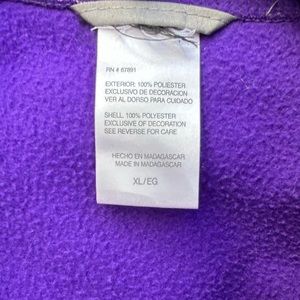 RN # 67891
EXTERIOR: 100% POLIÉSTER
EXCLUSIVO DE DECORACION
VER AL DORSO PARA CUIDADO
SHELL: 100% POLYESTER
EXCLUSIVE OF DECORATION
SEE REVERSE FOR CARE
HECHO EN MADAGASCAR
MADE IN MADAGASCAR
XL/EG